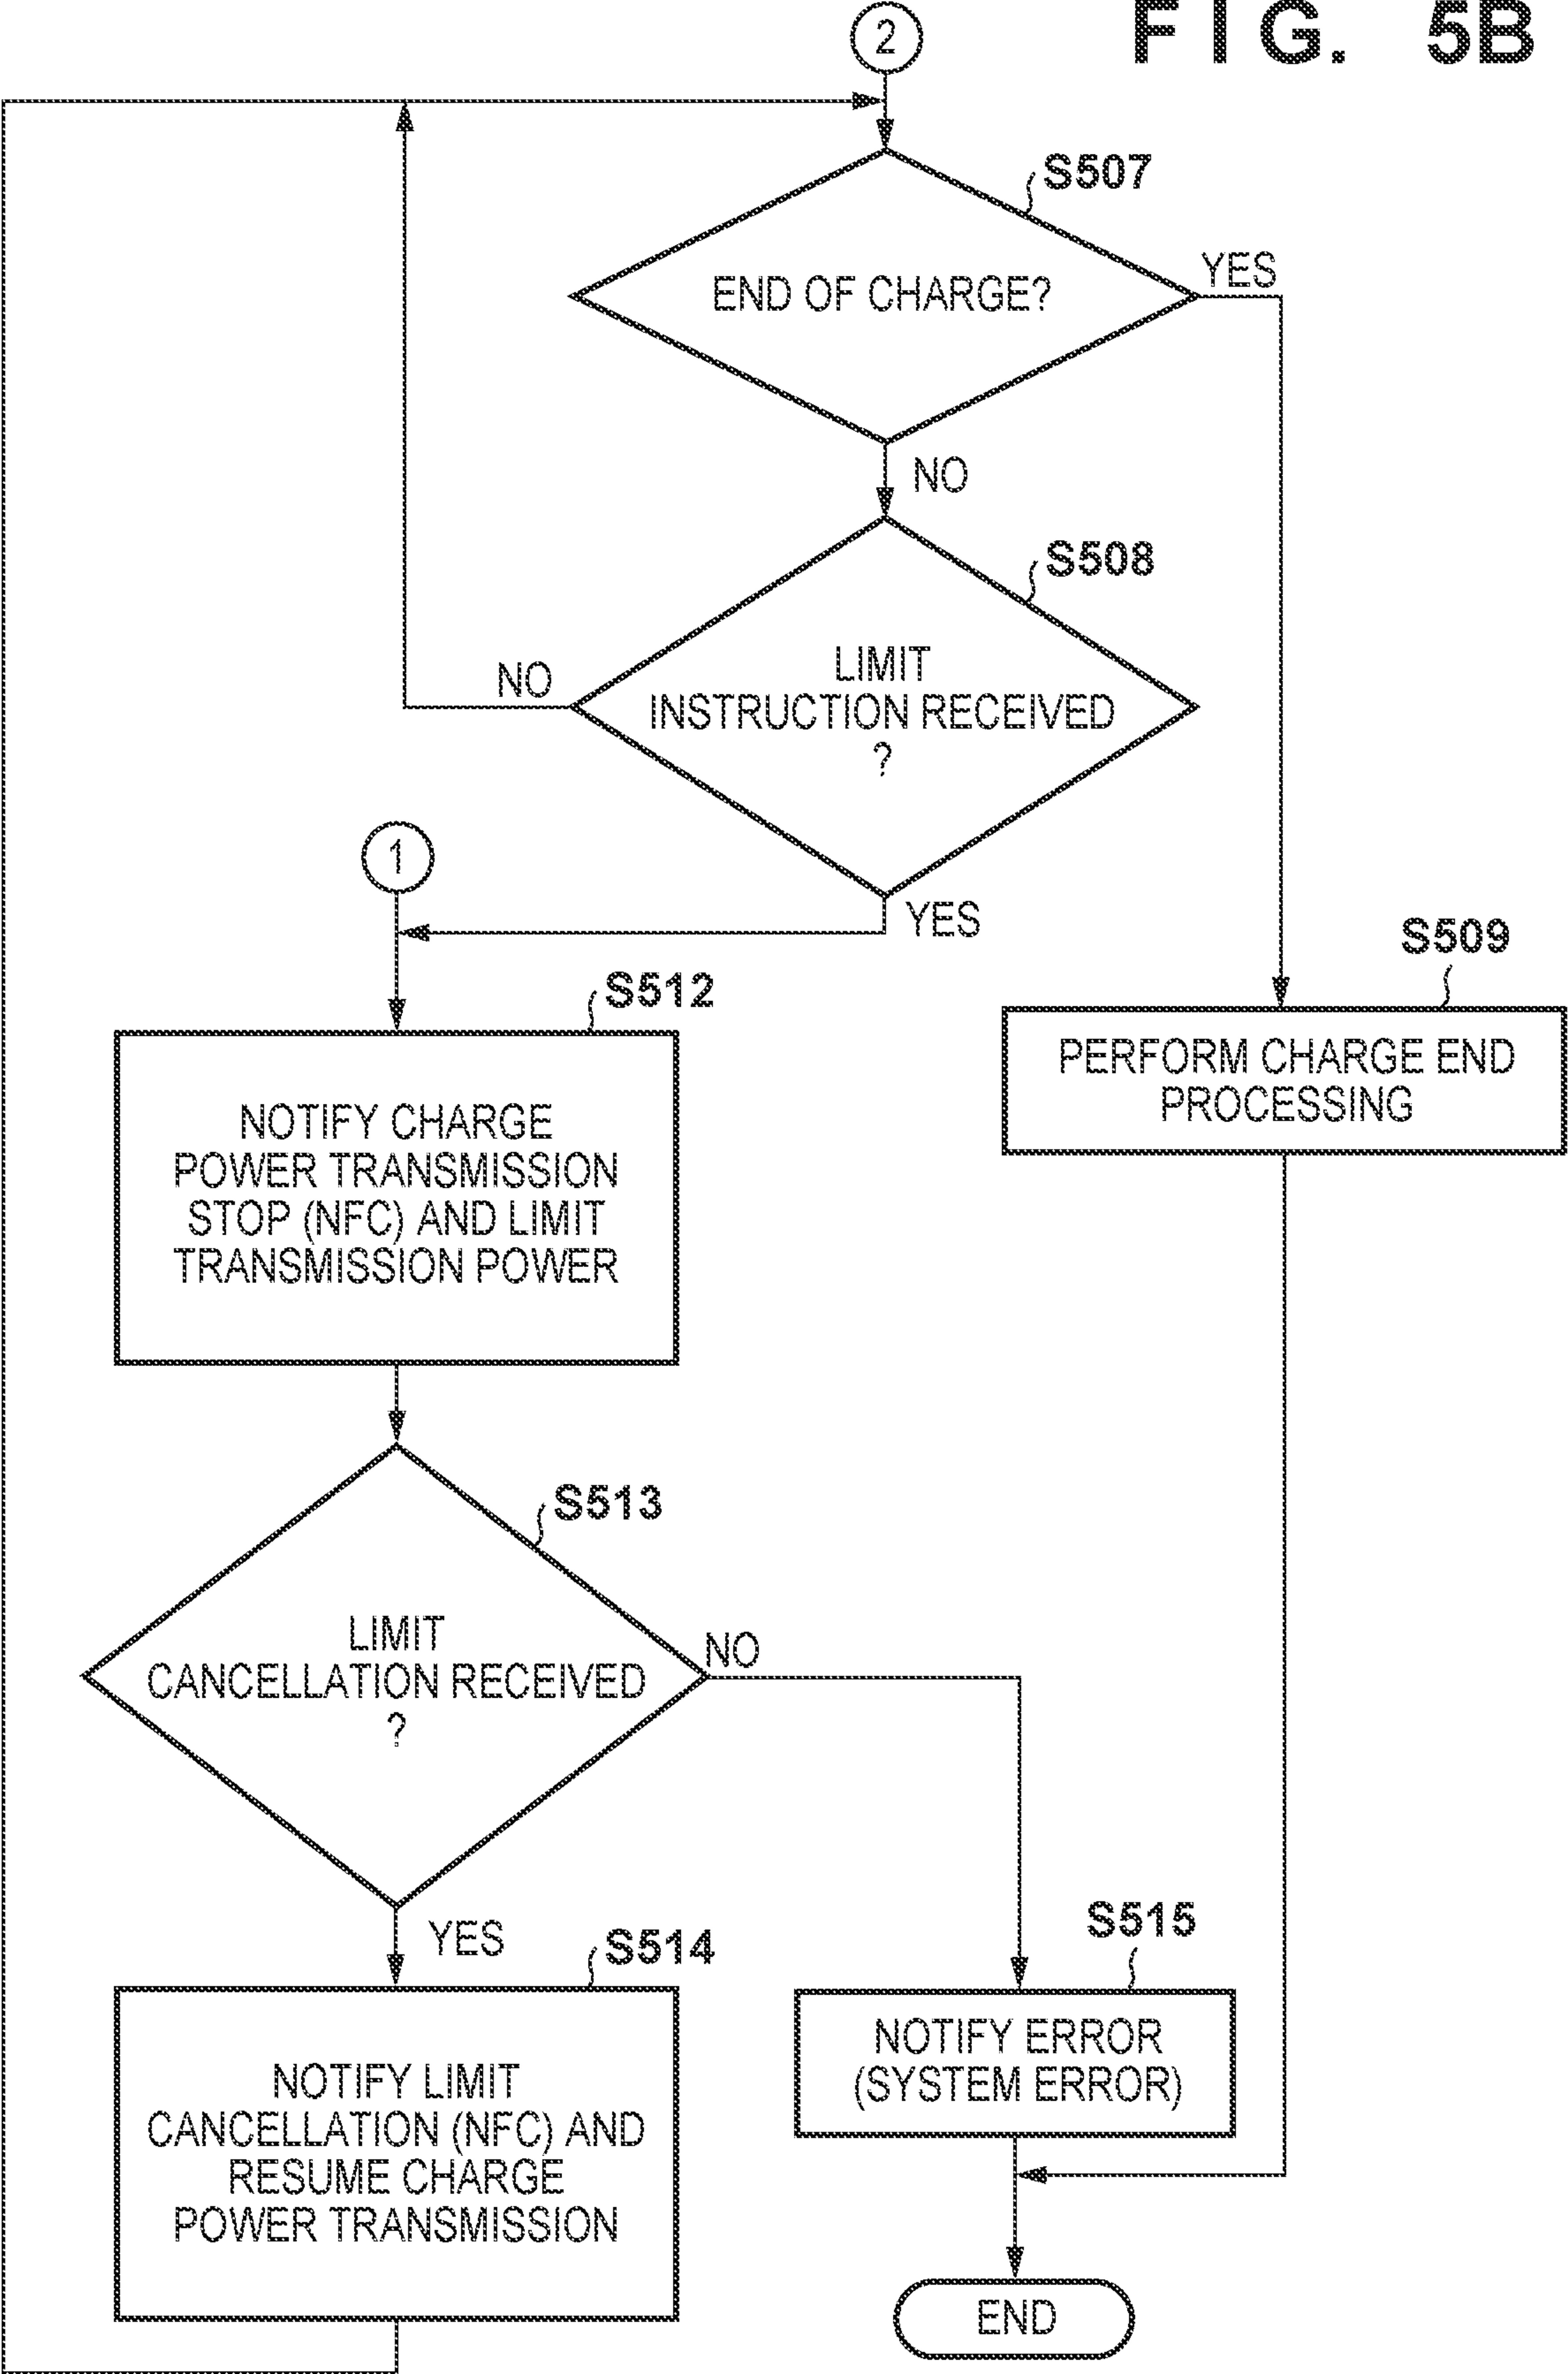 FIG. 5B
2
S507
END OF CHARGE?
YES
NO
S508
LIMIT
INSTRUCTION RECEIVED
?
NO
YES
1
S509
PERFORM CHARGE END
PROCESSING
S512
NOTIFY CHARGE
POWER TRANSMISSION
STOP (NFC) AND LIMIT
TRANSMISSION POWER
S513
LIMIT
CANCELLATION RECEIVED
?
NO
YES
S514
NOTIFY LIMIT
CANCELLATION (NFC) AND
RESUME CHARGE
POWER TRANSMISSION
S515
NOTIFY ERROR
(SYSTEM ERROR)
END